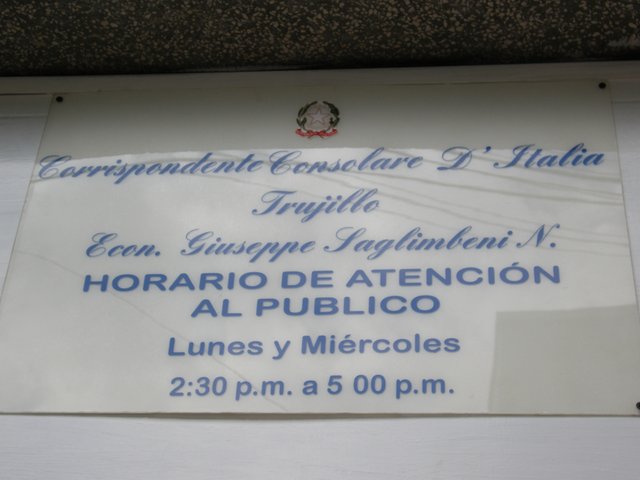 Corrispondente Consolare D' Italia
Trujillo
Econ. Giuseppe Saglimbeni N.
HORARIO DE ATENCIÓN
AL PUBLICO
Lunes y Miércoles
2:30 p.m. a 5 00 p.m.